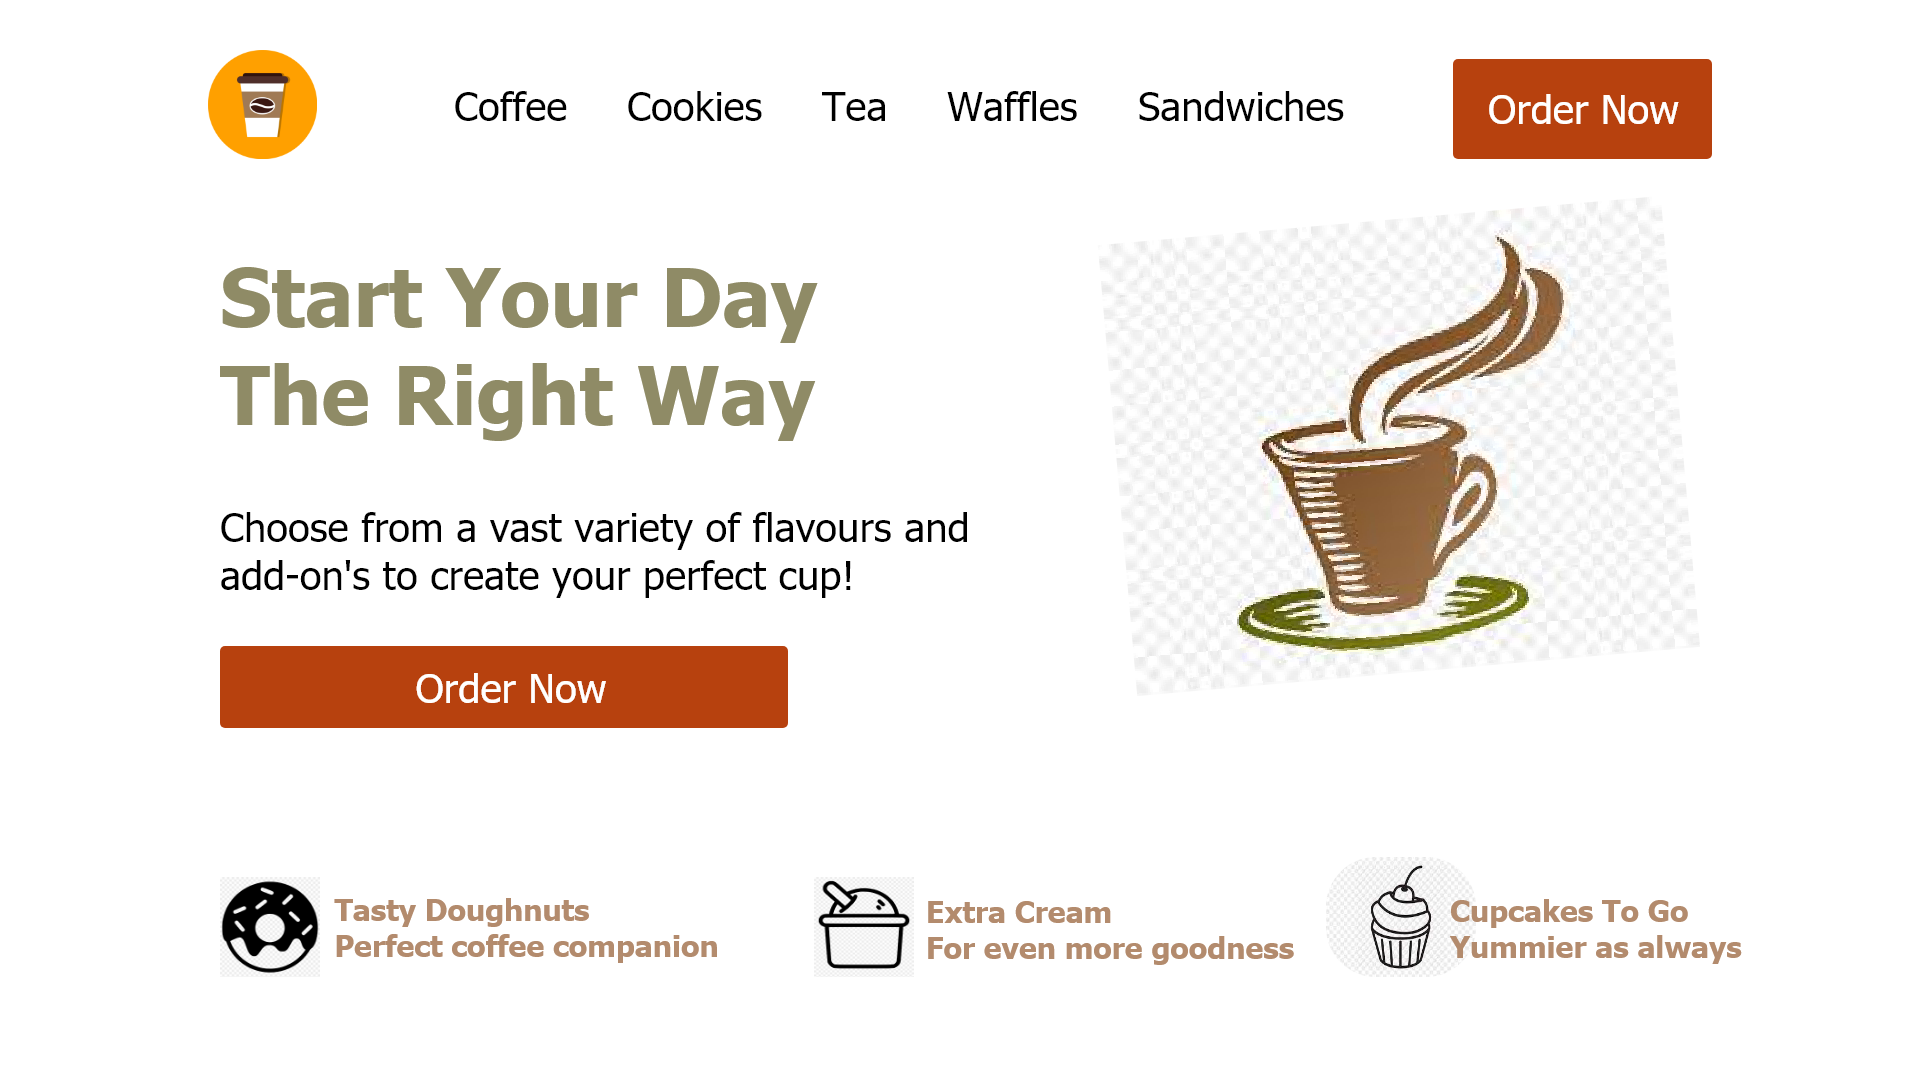 Coffee Cookies Tea Waffles Sandwiches Order Now
Start Your Day
The Right Way
Choose from a vast variety of flavours and
add-on's to create your perfect cup!
Order Now
Tasty Doughnuts
Perfect coffee companion
Extra Cream
For even more goodness
Cupcakes To Go
Yummier as always